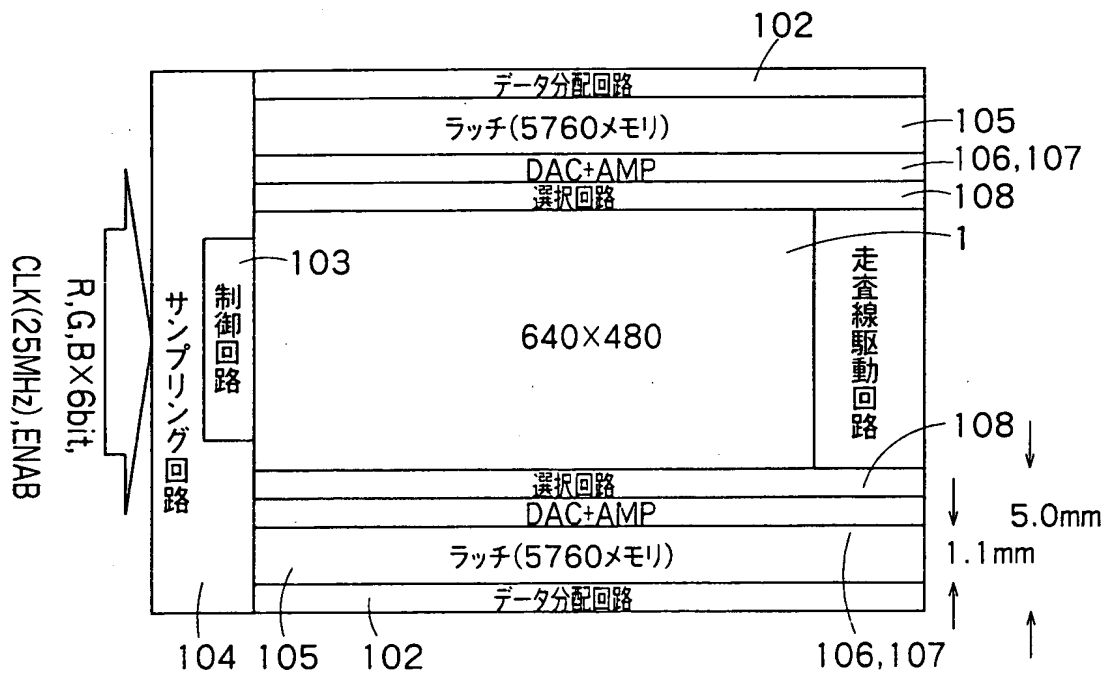 102
データ分配回路
ラッチ(5760メモリ)
105
DAC+AMP
106,107
選択回路
108
1
103
R,G,B×6bit,
CLK(25MHz),ENAB
サンプリング回路
制御回路
640×480
走査線駆動回路
108
選択回路
DAC+AMP
5.0mm
ラッチ(5760メモリ)
1.1mm
データ分配回路
104
105
102
106,107